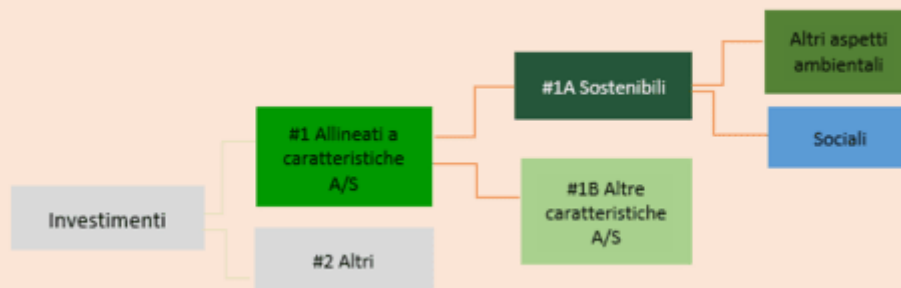 Altri aspetti
ambientali
#1A Sostenibili
#1 Allineati a
caratteristiche
A/S
Sociali
#1B Altre
caratteristiche
A/S
Investimenti
#2 Altri